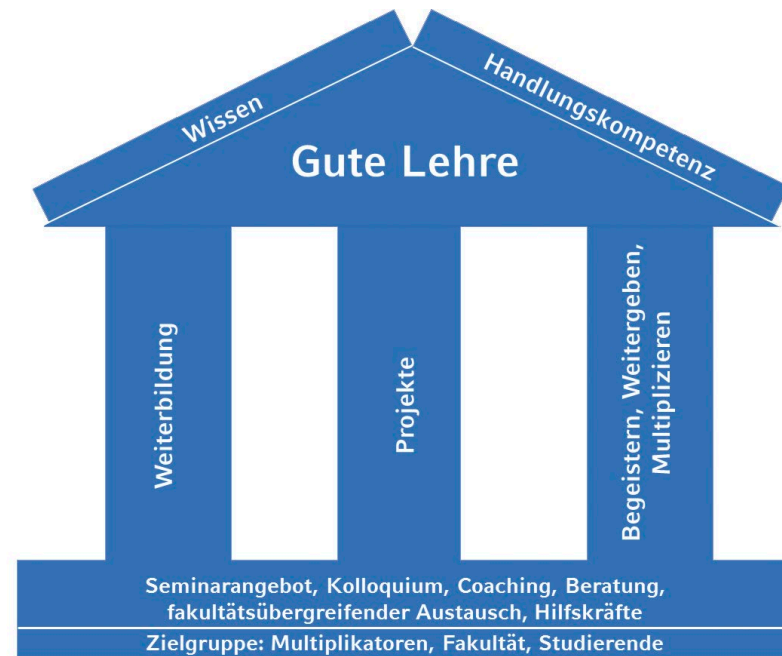 Wissen
Handlungskompetenz
Gute Lehre
Weiterbildung
Projekte
Begeistern, Weitergeben,
Multiplizieren
Seminarangebot, Kolloquium, Coaching, Beratung,
fakultätsübergreifender Austausch, Hilfskräfte
Zielgruppe: Multiplikatoren, Fakultät, Studierende